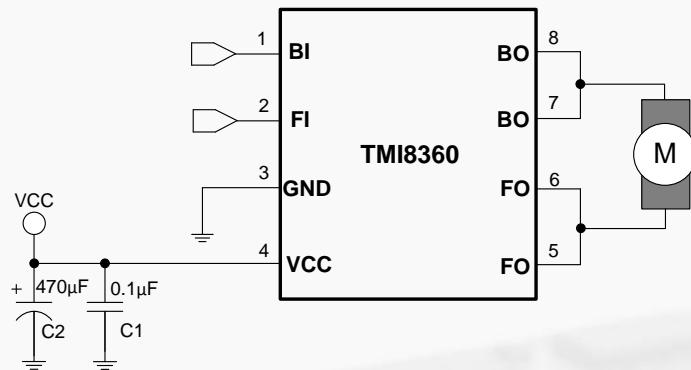 1
BI
BO
8
BO
7
2
FI
TMI8360
M
3
GND
FO
6
VCC
4
VCC
FO
5
+
470µF
0.1µF
C2
C1